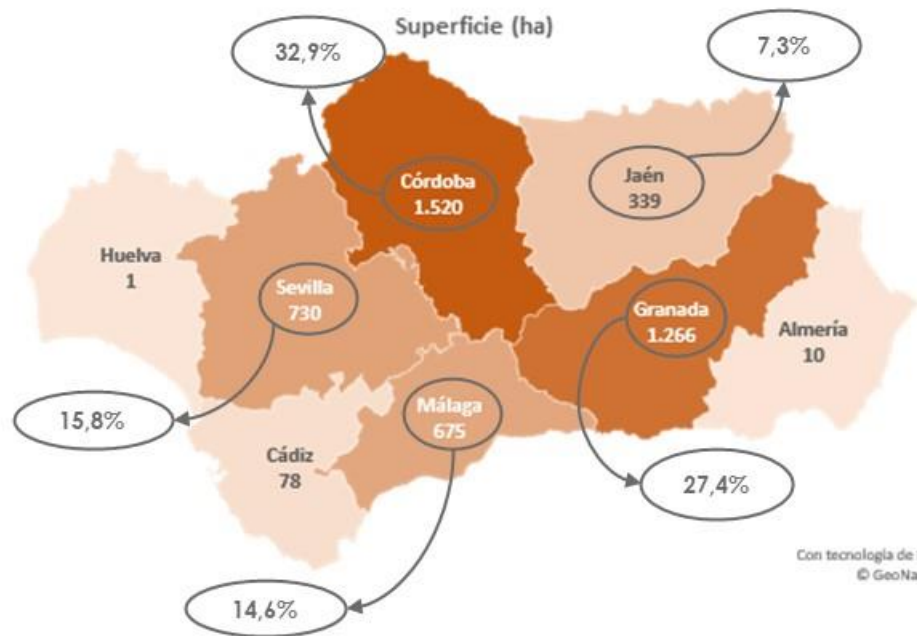 Superficie (ha)
32,9%
7,3%
Córdoba
1.520
Jaén
339
Huelva
1
Sevilla
730
Granada
1.266
Almería
10
15,8%
Málaga
675
Cádiz
78
27,4%
Con tecnología de
© GeoNa
14,6%